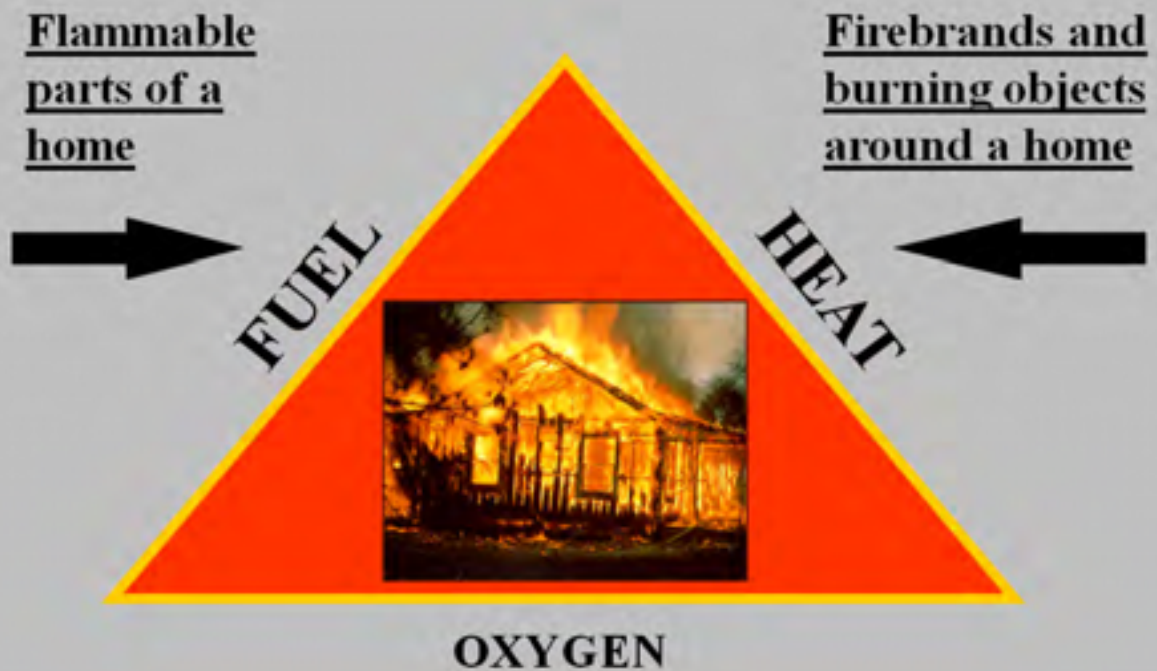 Flammable
parts of a
home
Firebrands and
burning objects
around a home
FUEL
HEAT
OXYGEN